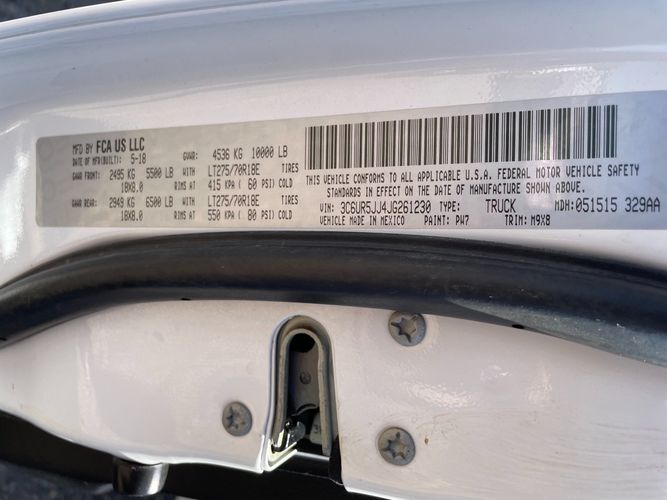 MFD BY FCA US LLC
DATE OF MFR(BUILT): 5-18 GVWR: 4536 KG 10000 LB
GAWR FRONT: 2495 KG 5500 LB WITH LT275/70R18E TIRES
18X8.0 RIMS AT 415 KPA ( 60 PSI) COLD
GAWR REAR: 2949 KG 6500 LB WITH LT275/70R18E TIRES
18X8.0 RIMS AT 550 KPA ( 80 PSI) COLD
THIS VEHICLE CONFORMS TO ALL APPLICABLE U.S.A. FEDERAL MOTOR VEHICLE SAFETY
STANDARDS IN EFFECT ON THE DATE OF MANUFACTURE SHOWN ABOVE.
VIN: 3C6UR5JJ4JG261230 TYPE: TRUCK MDH: 051515 329AA
VEHICLE MADE IN MEXICO PAINT: PW7 TRIM: M9X8